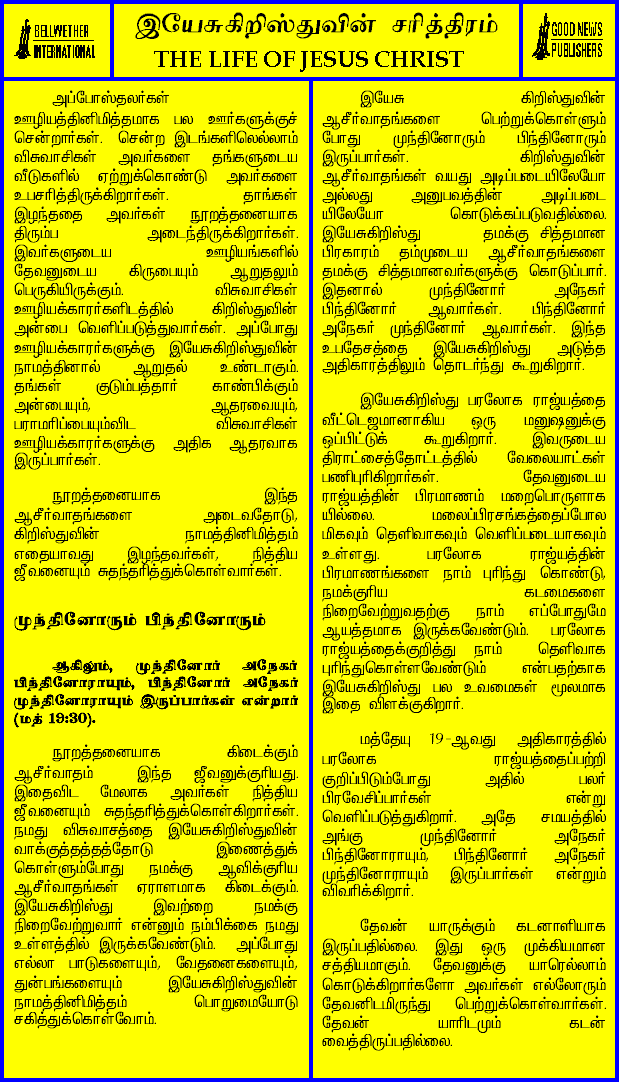 BELLWETHER
INTERNATIONAL
இயேசுகிறிஸ்துவின் சரித்திரம்
THE LIFE OF JESUS CHRIST
GOOD NEWS
PUBLISHERS
அப்போஸ்தலர்கள்
ஊழியத்தினிமித்தமாக பல ஊர்களுக்குச்
சென்றார்கள். சென்ற இடங்களிலெல்லாம்
விசுவாசிகள் அவர்களை தங்களுடைய
வீடுகளில் ஏற்றுக்கொண்டு அவர்களை
உபசரித்திருக்கிறார்கள். தாங்கள்
இழந்ததை அவர்கள் நூறத்தனையாக
திரும்ப அடைந்திருக்கிறார்கள்.
இவர்களுடைய ஊழியங்களில்
தேவனுடைய கிருபையும் ஆறுதலும்
பெருகியிருக்கும். விசுவாசிகள்
ஊழியக்காரர்களிடத்தில் கிறிஸ்துவின்
அன்பை வெளிப்படுத்துவார்கள். அப்போது
ஊழியக்காரர்களுக்கு இயேசுகிறிஸ்துவின்
நாமத்தினால் ஆறுதல் உண்டாகும்.
தங்கள் குடும்பத்தார் காண்பிக்கும்
அன்பையும், ஆதரவையும்,
பராமரிப்பையும்விட விசுவாசிகள்
ஊழியக்காரர்களுக்கு அதிக ஆதரவாக
இருப்பார்கள்.
நூறத்தனையாக இந்த
ஆசீர்வாதங்களை அடைவதோடு,
கிறிஸ்துவின் நாமத்தினிமித்தம்
எதையாவது இழந்தவர்கள், நித்திய
ஜீவனையும் சுதந்தரித்துக்கொள்வார்கள்.
முந்தினோரும் பிந்தினோரும்
ஆகிலும், முந்தினோர் அநேகர்
பிந்தினோராயும், பிந்தினோர் அநேகர்
முந்தினோராயும் இருப்பார்கள் என்றார்
(மத் 19:30).
நூறத்தனையாக கிடைக்கும்
ஆசீர்வாதம் இந்த ஜீவனுக்குரியது.
இதைவிட மேலாக அவர்கள் நித்திய
ஜீவனையும் சுதந்தரித்துக்கொள்கிறார்கள்.
நமது விசுவாசத்தை இயேசுகிறிஸ்துவின்
வாக்குத்தத்தத்தோடு இணைத்துக்
கொள்ளும்போது நமக்கு ஆவிக்குரிய
ஆசீர்வாதங்கள் ஏராளமாக கிடைக்கும்.
இயேசுகிறிஸ்து இவற்றை நமக்கு
நிறைவேற்றுவார் என்னும் நம்பிக்கை நமது
உள்ளத்தில் இருக்கவேண்டும். அப்போது
எல்லா பாடுகளையும், வேதனைகளையும்,
துன்பங்களையும் இயேசுகிறிஸ்துவின்
நாமத்தினிமித்தம் பொறுமையோடு
சகித்துக்கொள்வோம்.
இயேசு கிறிஸ்துவின்
ஆசீர்வாதங்களை பெற்றுக்கொள்ளும்
போது முந்தினோரும் பிந்தினோரும்
இருப்பார்கள். கிறிஸ்துவின்
ஆசீர்வாதங்கள் வயது அடிப்படையிலேயோ
அல்லது அனுபவத்தின் அடிப்படை
யிலேயோ கொடுக்கப்படுவதில்லை.
இயேசுகிறிஸ்து தமக்கு சித்தமான
பிரகாரம் தம்முடைய ஆசீர்வாதங்களை
தமக்கு சித்தமானவர்களுக்கு கொடுப்பார்.
இதனால் முந்தினோர் அநேகர்
பிந்தினோர் ஆவார்கள். பிந்தினோர்
அநேகர் முந்தினோர் ஆவார்கள். இந்த
உபதேசத்தை இயேசுகிறிஸ்து அடுத்த
அதிகாரத்திலும் தொடர்ந்து கூறுகிறார்.
இயேசுகிறிஸ்து பரலோக ராஜ்யத்தை
வீட்டெஜமானாகிய ஒரு மனுஷனுக்கு
ஒப்பிட்டுக் கூறுகிறார். இவருடைய
திராட்சைத்தோட்டத்தில் வேலையாட்கள்
பணிபுரிகிறார்கள். தேவனுடைய
ராஜ்யத்தின் பிரமாணம் மறைபொருளாக
யில்லை. மலைப்பிரசங்கத்தைப்போல
மிகவும் தெளிவாகவும் வெளிப்படையாகவும்
உள்ளது. பரலோக ராஜ்யத்தின்
பிரமாணங்களை நாம் புரிந்து கொண்டு,
நமக்குரிய கடமைகளை
நிறைவேற்றுவதற்கு நாம் எப்போதுமே
ஆயத்தமாக இருக்கவேண்டும். பரலோக
ராஜ்யத்தைக்குறித்து நாம் தெளிவாக
புரிந்துகொள்ளவேண்டும் என்பதற்காக
இயேசுகிறிஸ்து பல உவமைகள் மூலமாக
இதை விளக்குகிறார்.
மத்தேயு 19-ஆவது அதிகாரத்தில்
பரலோக ராஜ்யத்தைப்பற்றி
குறிப்பிடும்போது அதில் பலர்
பிரவேசிப்பார்கள் என்று
வெளிப்படுத்துகிறார். அதே சமயத்தில்
அங்கு முந்தினோர் அநேகர்
பிந்தினோராயும், பிந்தினோர் அநேகர்
முந்தினோராயும் இருப்பார்கள் என்றும்
விவரிக்கிறார்.
தேவன் யாருக்கும் கடனாளியாக
இருப்பதில்லை. இது ஒரு முக்கியமான
சத்தியமாகும். தேவனுக்கு யாரெல்லாம்
கொடுக்கிறார்களோ அவர்கள் எல்லோரும்
தேவனிடமிருந்து பெற்றுக்கொள்வார்கள்.
தேவன் யாரிடமும் கடன்
வைத்திருப்பதில்லை.